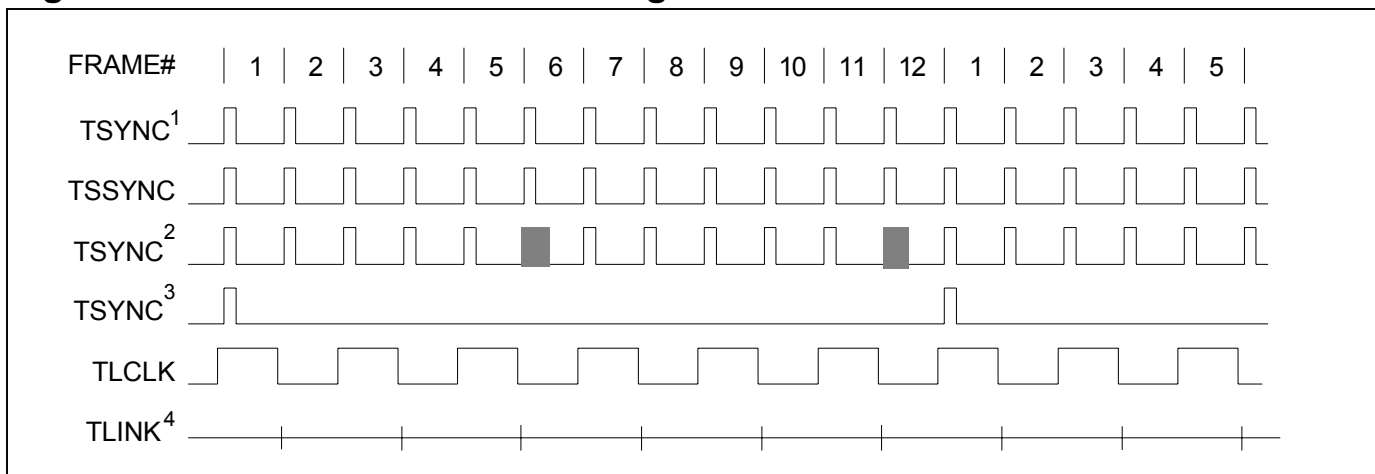 FRAME# 1 2 3 4 5 6 7 8 9 10 11 12 1 2 3 4 5
TSYNC1
TSSYNC
TSYNC2
TSYNC3
TLCLK
TLINK4